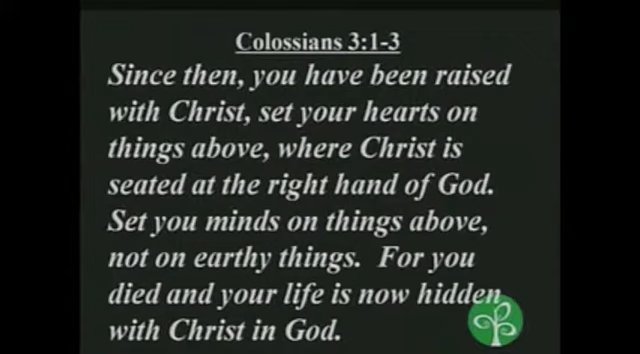 Colossians 3:1-3
Since then, you have been raised
with Christ, set your hearts on
things above, where Christ is
seated at the right hand of God.
Set you minds on things above,
not on earthy things.  For you
died and your life is now hidden
with Christ in God.